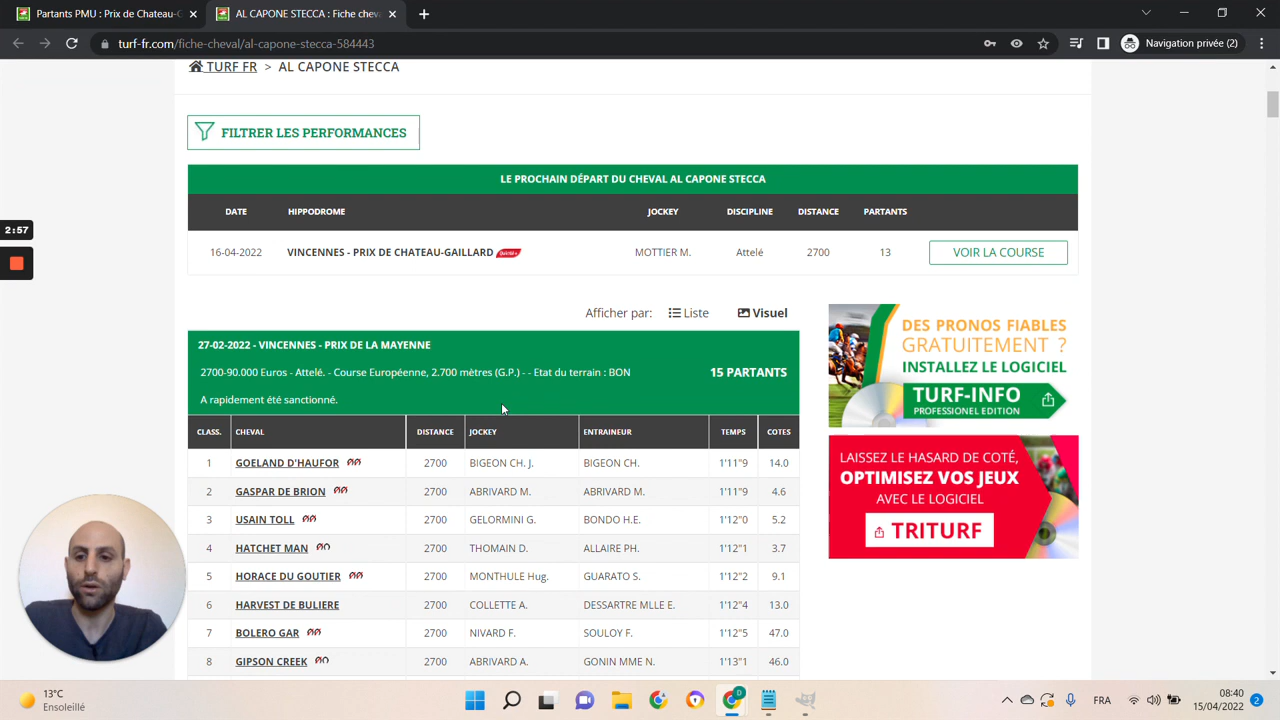 Partants PMU - Turf-fr.com :
AL CAPONE STECCA : Fiche d
turf-fr.com/fiche-cheval/al-capone-stecca-584443
Navigation privée (2)
TURF FR > AL CAPONE STECCA
FILTRER LES PERFORMANCES
LE PROCHAIN DÉPART DU CHEVAL AL CAPONE STECCA
DATE HIPPODROME JOCKEY DISCIPLINE DISTANCE PARTANTS
2:57
16-04-2022 VINCENNES - PRIX DE CHATEAU-GAILLARD MOTTIER M. Attelé 2700 13 VOIR LA COURSE
Afficher par: Liste Visuel
27-02-2022 - VINCENNES - PRIX DE LA MAYENNE
2700-90.000 Euros - Attelé. - Course Européenne, 2.700 mètres (G.P.) - - Etat du terrain : BON
15 PARTANTS
A rapidement été sanctionné.
CLASS. CHEVAL DISTANCE JOCKEY ENTRAINEUR TEMPS COTES
1 GOELAND D'HAUFOR 2700 BIGEON CH. J. BIGEON CH. 1'11"9 14.0
2 GASPAR DE BRION 2700 ABRIVARD M. ABRIVARD M. 1'11"9 4.6
3 USAIN TOLL 2700 GELORMINI G. BONDO H.E. 1'12"0 5.2
4 HATCHET MAN 2700 THOMAIN D. ALLAIRE PH. 1'12"1 3.7
5 HORACE DU GOUTIER 2700 MONTHULE Hug. GUARATO S. 1'12"2 9.1
6 HARVEST DE BULIERE 2700 COLLETTE A. DESSARTRE MLLE E. 1'12"4 13.0
7 BOLERO GAR 2700 NIVARD F. SOULOY F. 1'12"5 47.0
8 GIPSON CREEK 2700 ABRIVARD A. GONIN MME N. 1'13"1 46.0
DES PRONOS FIABLES
GRATUITEMENT ?
INSTALLEZ LE LOGICIEL
TURF-INFO
PROFESIONEL EDITION
LAISSEZ LE HASARD DE COTÉ,
OPTIMISEZ VOS JEUX
AVEC LE LOGICIEL
TRITURF
13°C
Ensoleillé
FRA
08:40
15/04/2022
2